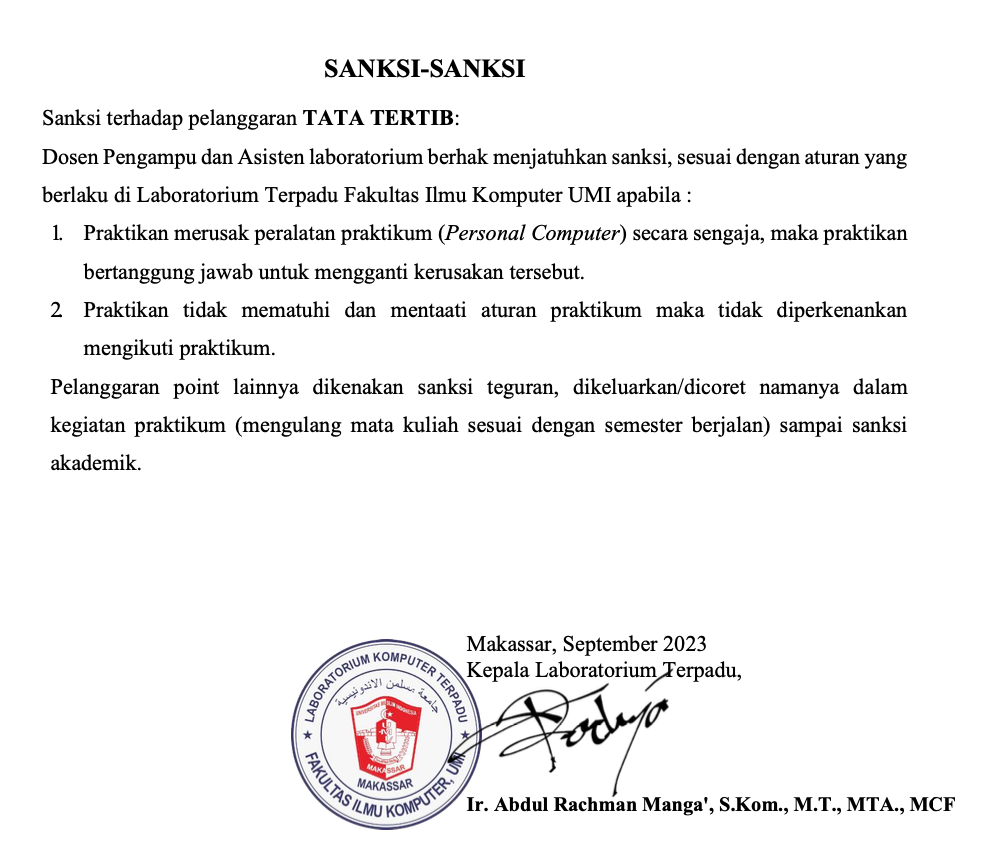 SANKSI-SANKSI
Sanksi terhadap pelanggaran TATA TERTIB:
Dosen Pengampu dan Asisten laboratorium berhak menjatuhkan sanksi, sesuai dengan aturan yang
berlaku di Laboratorium Terpadu Fakultas Ilmu Komputer UMI apabila :
1. Praktikan merusak peralatan praktikum (Personal Computer) secara sengaja, maka praktikan
bertanggung jawab untuk mengganti kerusakan tersebut.
2. Praktikan tidak mematuhi dan mentaati aturan praktikum maka tidak diperkenankan
mengikuti praktikum.
Pelanggaran point lainnya dikenakan sanksi teguran, dikeluarkan/dicoret namanya dalam
kegiatan praktikum (mengulang mata kuliah sesuai dengan semester berjalan) sampai sanksi
akademik.
Makassar, September 2023
Kepala Laboratorium Terpadu,
LABORATORIUM KOMPUTER TERPADU
جامعة مسلمن الاندونيسية
UNIVERSITAS MUSLIM INDONESIA
MAKASSAR
MAKASSAR
FAKULTAS ILMU KOMPUTER, UMI
Ir. Abdul Rachman Manga', S.Kom., M.T., MTA., MCF